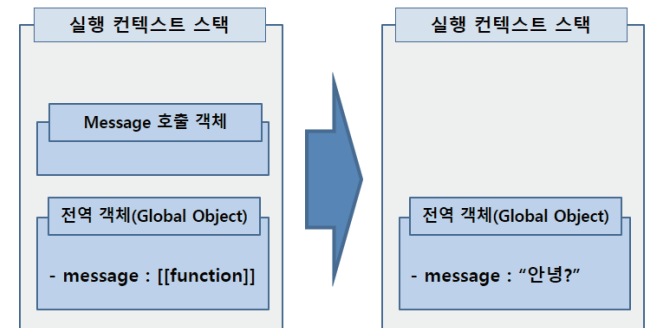 실행 컨텍스트 스택
Message 호출 객체
전역 객체(Global Object)
- message : [[function]]
실행 컨텍스트 스택
전역 객체(Global Object)
- message : “안녕?”